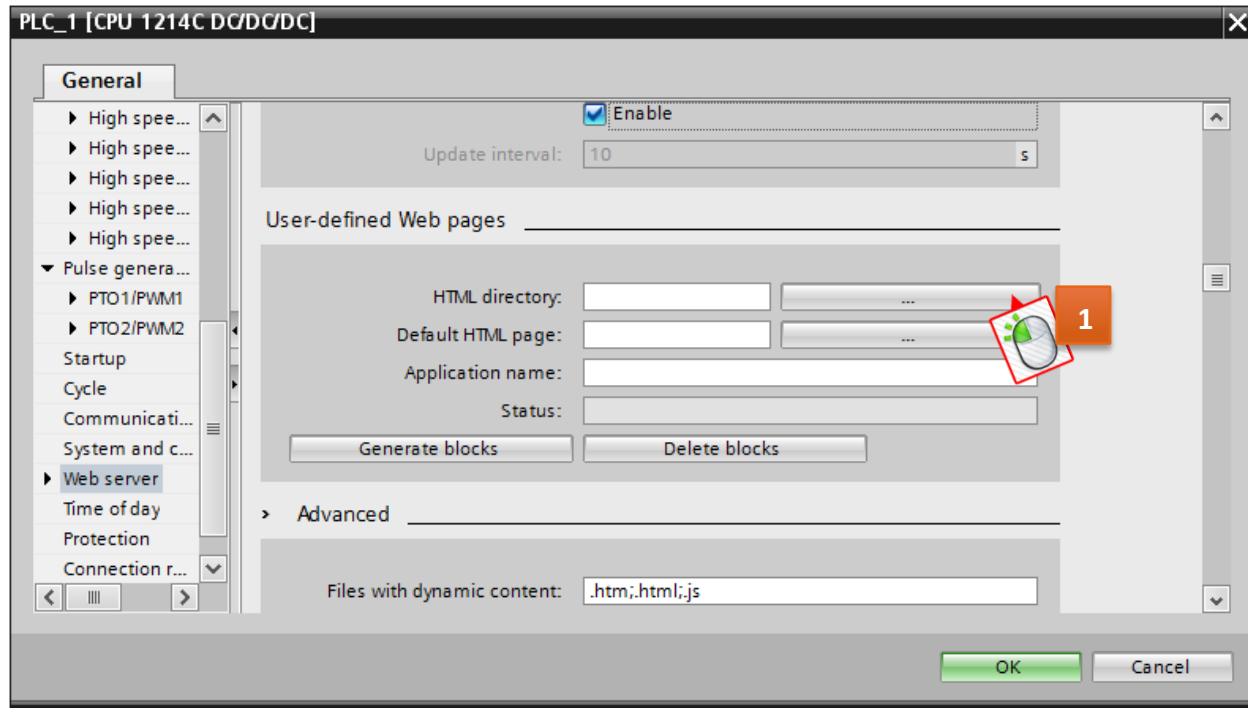 PLC_1 [CPU 1214C DC/DC/DC]
General
High spee...
High spee...
High spee...
High spee...
High spee...
Pulse genera...
PTO1/PWM1
PTO2/PWM2
Startup
Cycle
Communicati...
System and c...
Web server
Time of day
Protection
Connection r...
Enable
Update interval: 10 s
User-defined Web pages
HTML directory: ...
Default HTML page: ...
1
Application name:
Status:
Generate blocks Delete blocks
Advanced
Files with dynamic content: .htm;.html;.js
OK Cancel